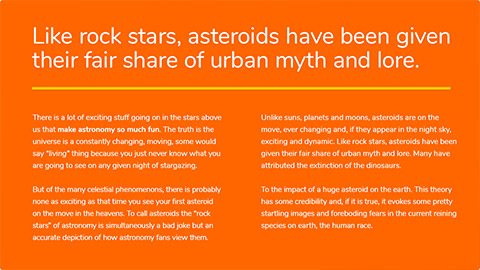 Like rock stars, asteroids have been given
their fair share of urban myth and lore.
There is a lot of exciting stuff going on in the stars above
us that make astronomy so much fun. The truth is the
universe is a constantly changing, moving, some would
say “living” thing because you just never know what you
are going to see on any given night of stargazing.
But of the many celestial phenomenons, there is probably
none as exciting as that time you see your first asteroid
on the move in the heavens. To call asteroids the “rock
stars” of astronomy is simultaneously a bad joke but an
accurate depiction of how astronomy fans view them.
Unlike suns, planets and moons, asteroids are on the
move, ever changing and, if they appear in the night sky,
exciting and dynamic. Like rock stars, asteroids have been
given their fair share of urban myth and lore. Many have
attributed the extinction of the dinosaurs.
To the impact of a huge asteroid on the earth. This theory
has some credibility and, if it is true, it evokes some pretty
startling images and foreboding fears in the current reining
species on earth, the human race.